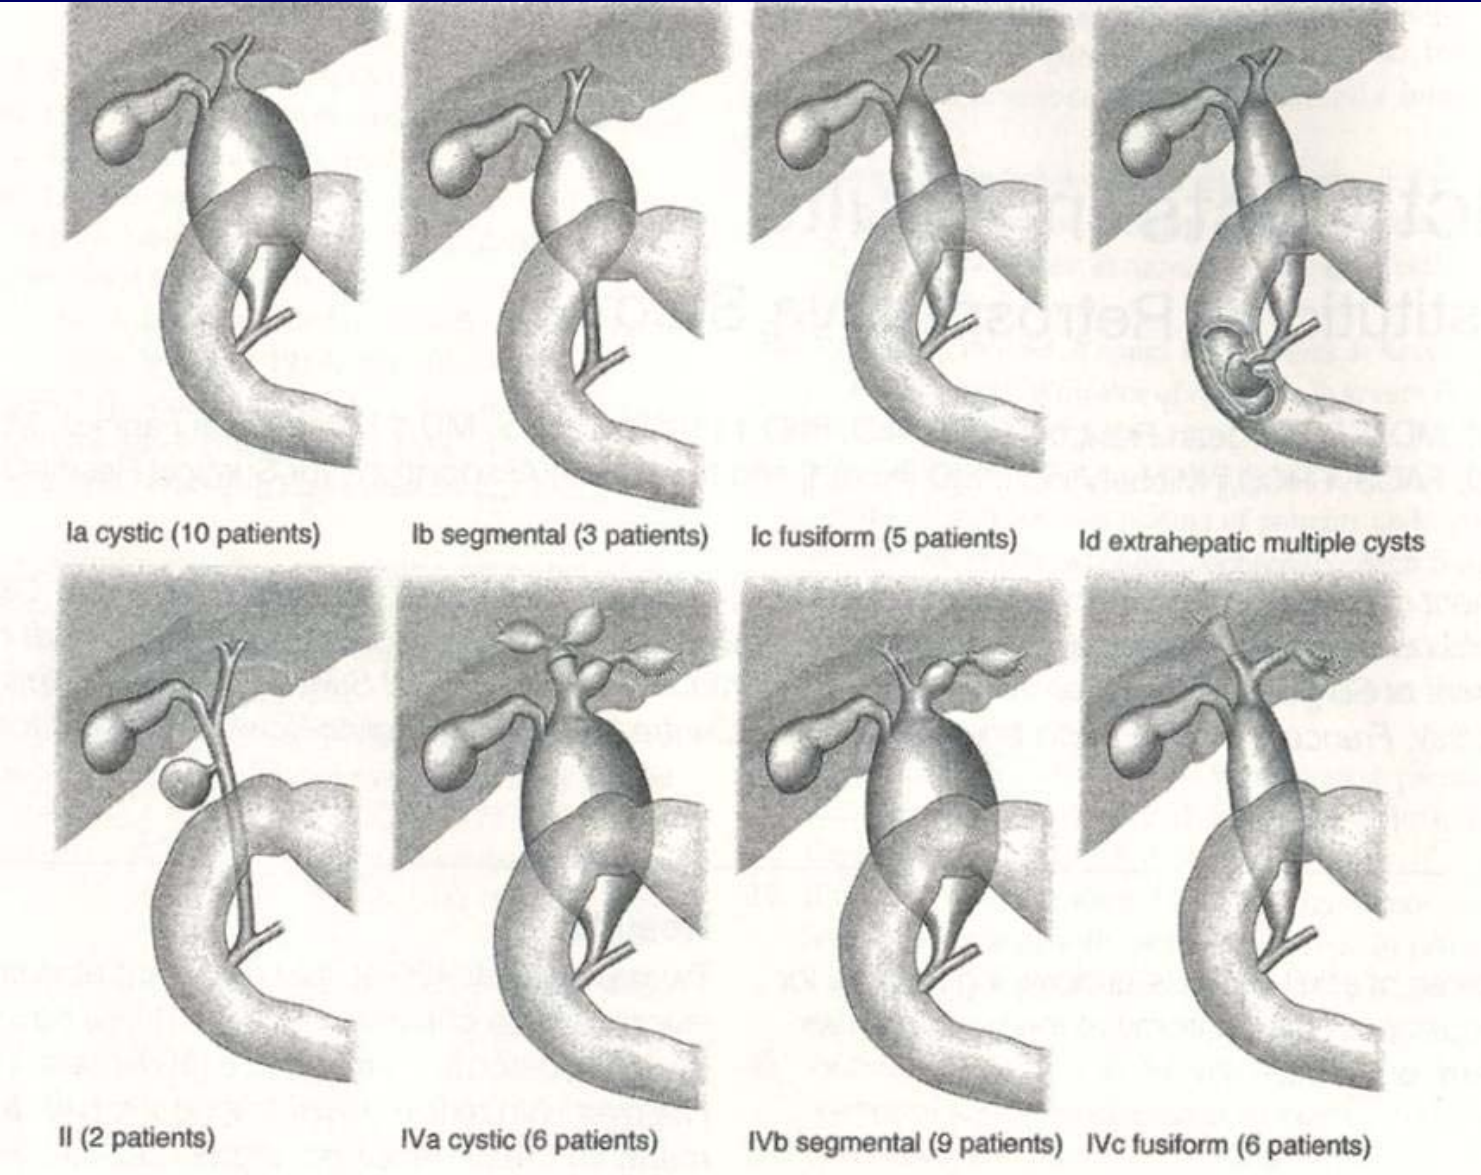 Ia cystic (10 patients)
Ib segmental (3 patients)
Ic fusiform (5 patients)
Id extrahepatic multiple cysts
II (2 patients)
IVa cystic (6 patients)
IVb segmental (9 patients)
IVc fusiform (6 patients)